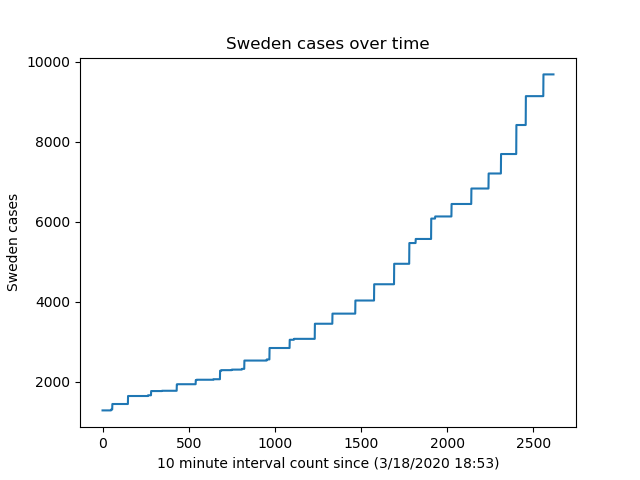 Sweden cases over time
10000
8000
6000
4000
2000
Sweden cases
0 500 1000 1500 2000 2500
10 minute interval count since (3/18/2020 18:53)